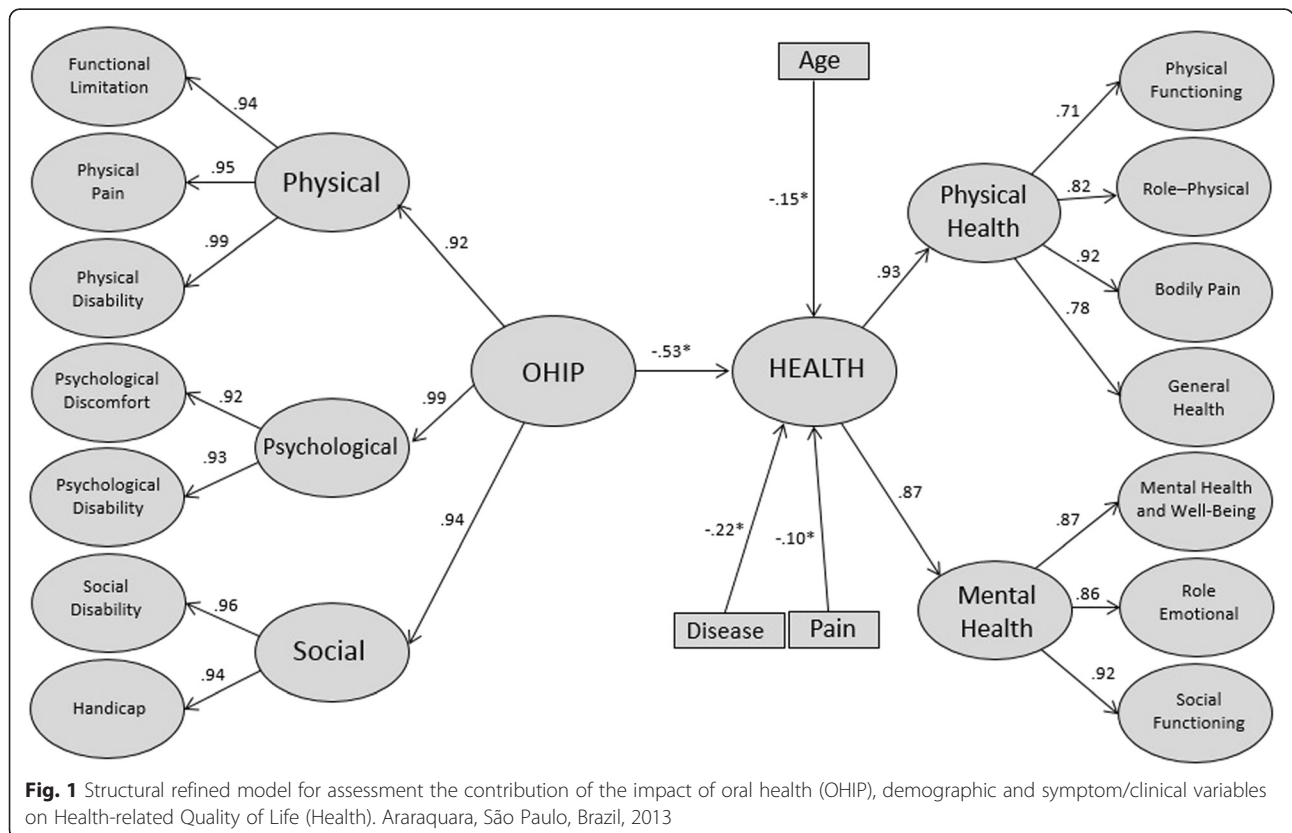 Functional
Limitation
Physical
Pain
Physical
Disability
Psychological
Discomfort
Psychological
Disability
Social
Disability
Handicap
.94
.95
.99
.92
.93
.96
.94
Physical
Psychological
Social
.92
.99
.94
OHIP
-.53*
Age
-.15*
HEALTH
-.22*
-.10*
Disease
Pain
.93
.87
Physical
Health
Mental
Health
.71
.82
.92
.78
.87
.86
.92
Physical
Functioning
Role–Physical
Bodily Pain
General
Health
Mental Health
and Well-Being
Role
Emotional
Social
Functioning
Fig. 1 Structural refined model for assessment the contribution of the impact of oral health (OHIP), demographic and symptom/clinical variables
on Health-related Quality of Life (Health). Araraquara, São Paulo, Brazil, 2013